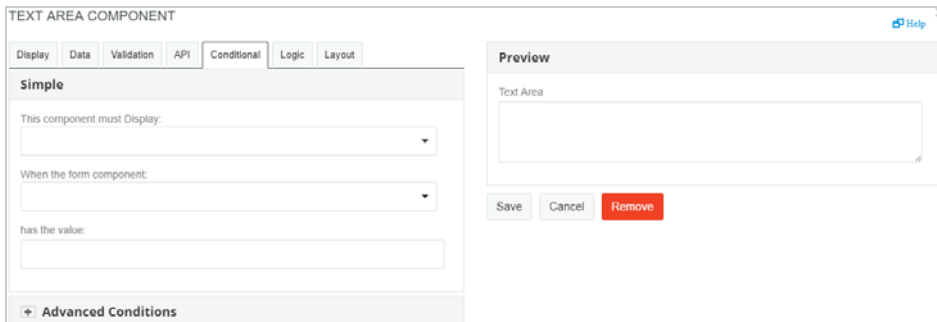 TEXT AREA COMPONENT
Help
Display Data Validation API Conditional Logic Layout
Simple
This component must Display:
When the form component:
has the value:
Advanced Conditions
Preview
Text Area
Save Cancel Remove